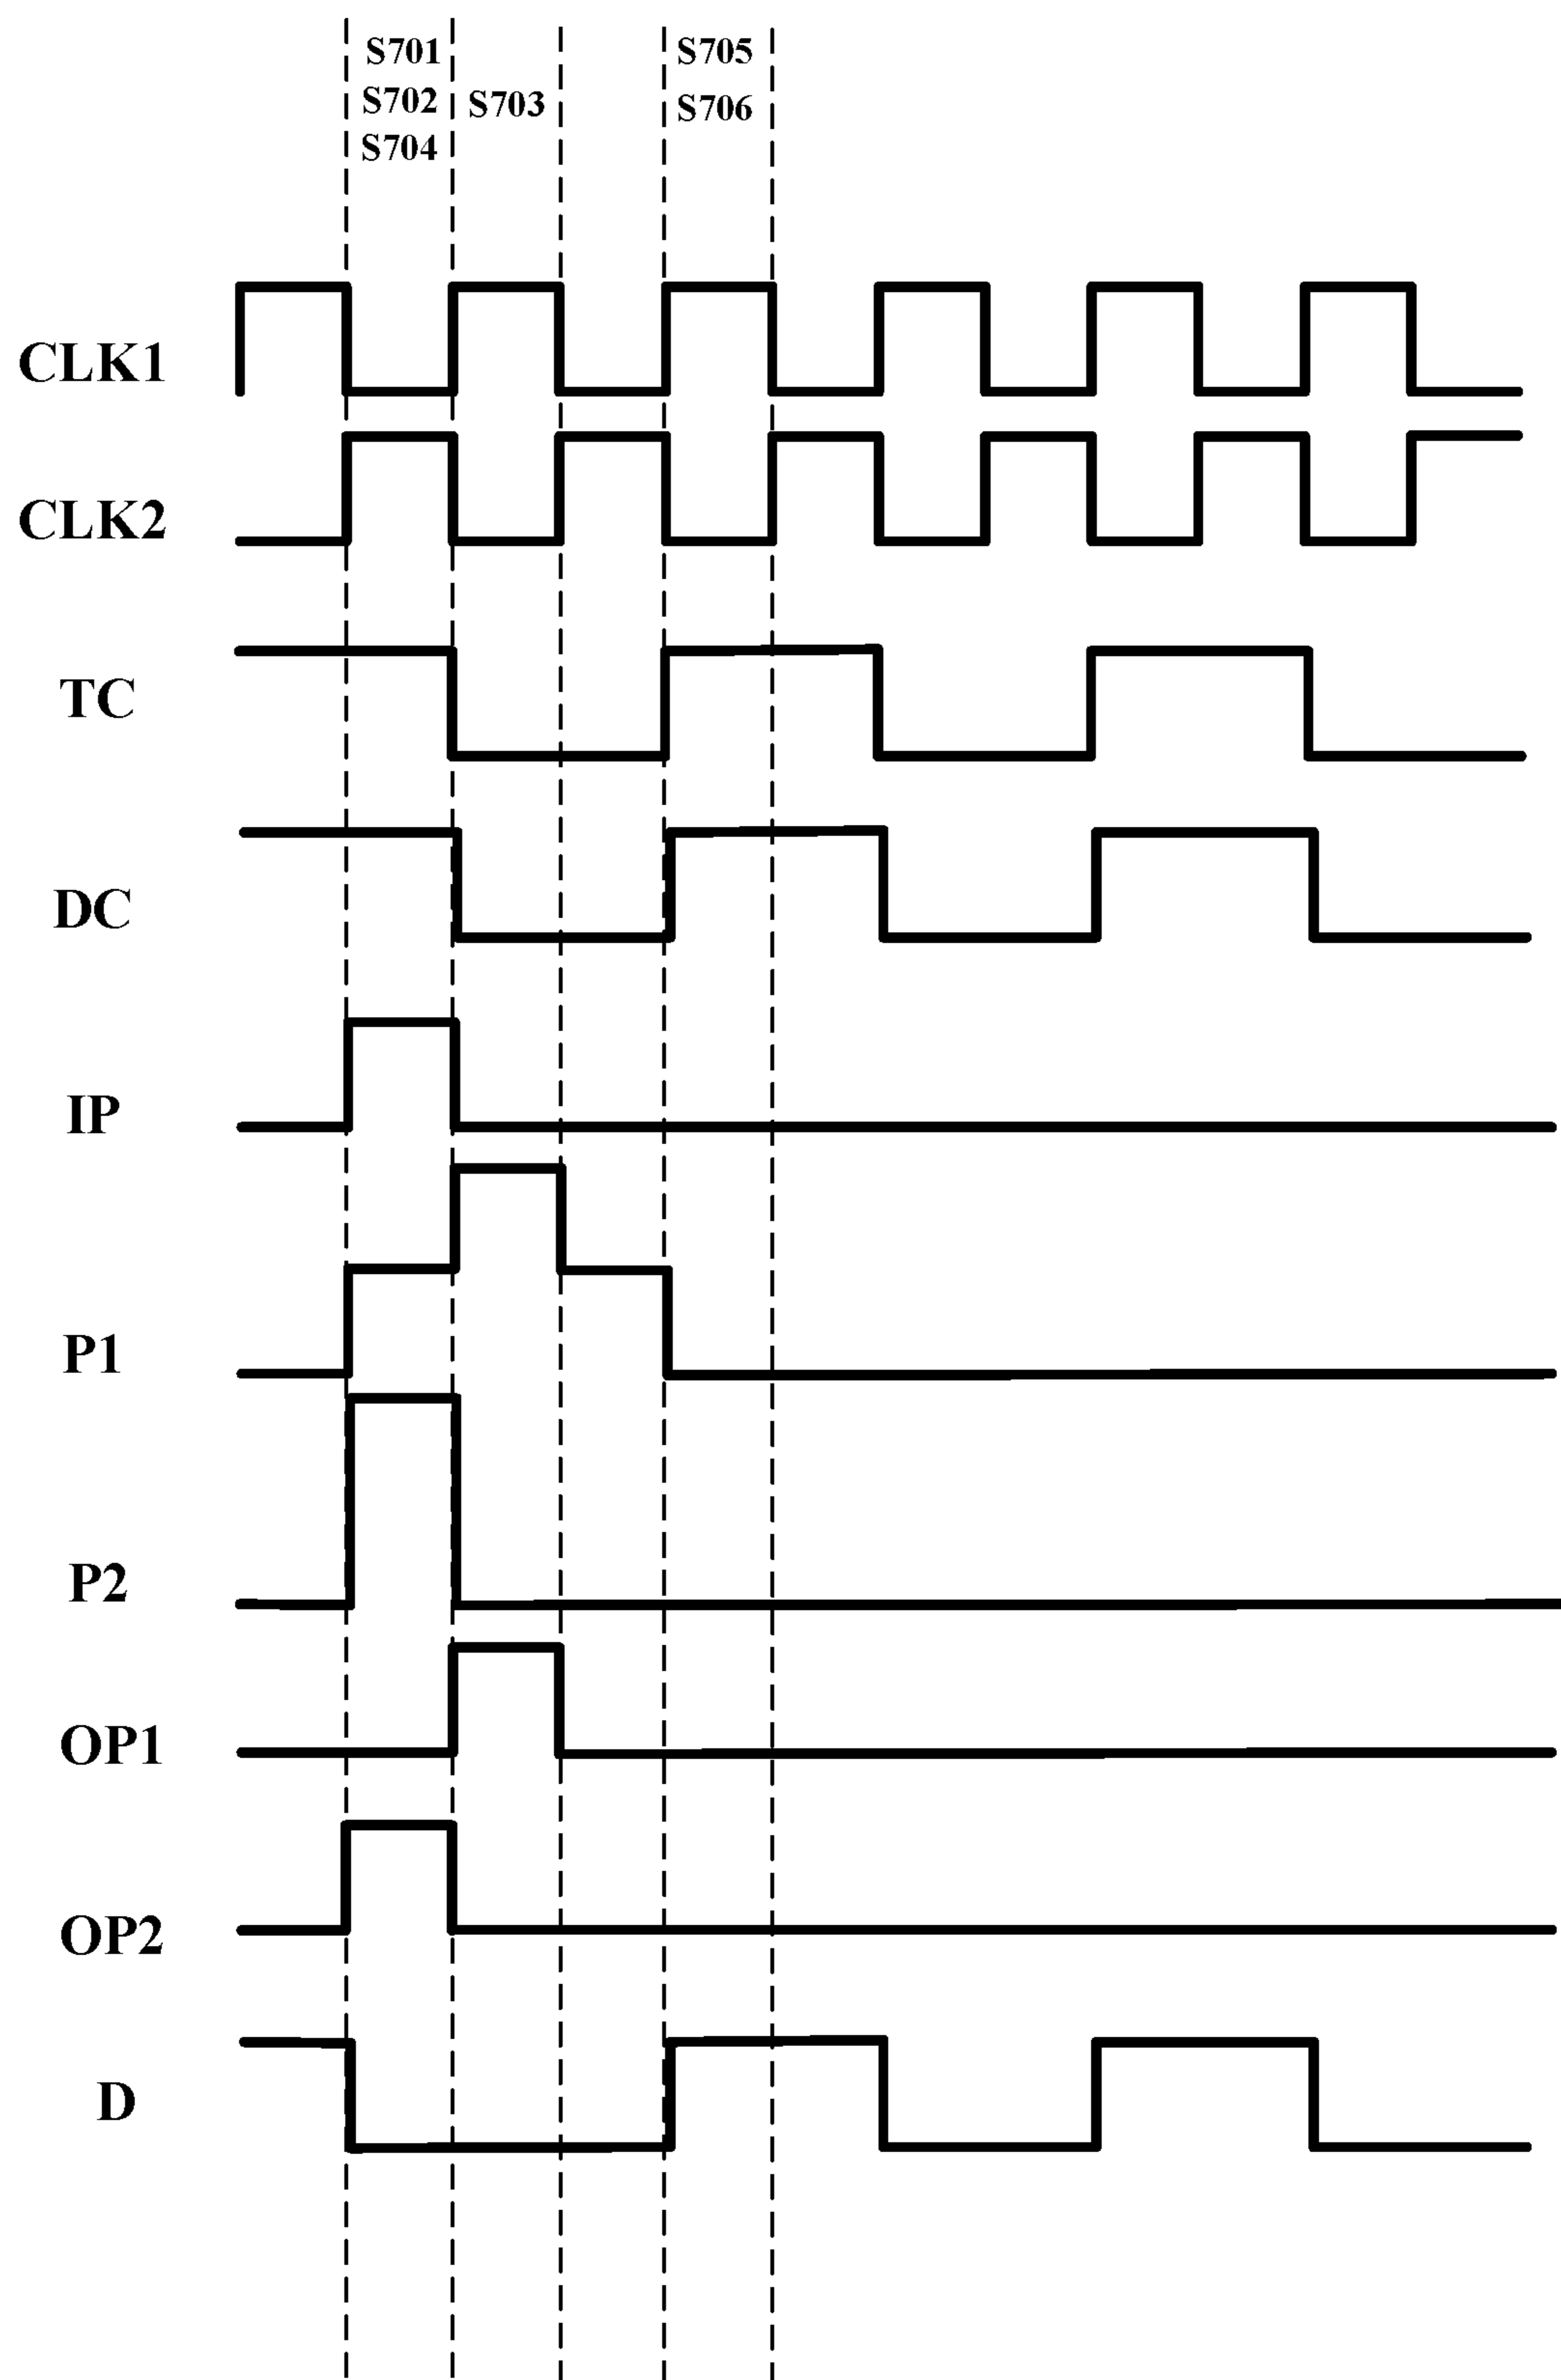 S701
S702
S704
S703
S705
S706
CLK1
CLK2
TC
DC
IP
P1
P2
OP1
OP2
D